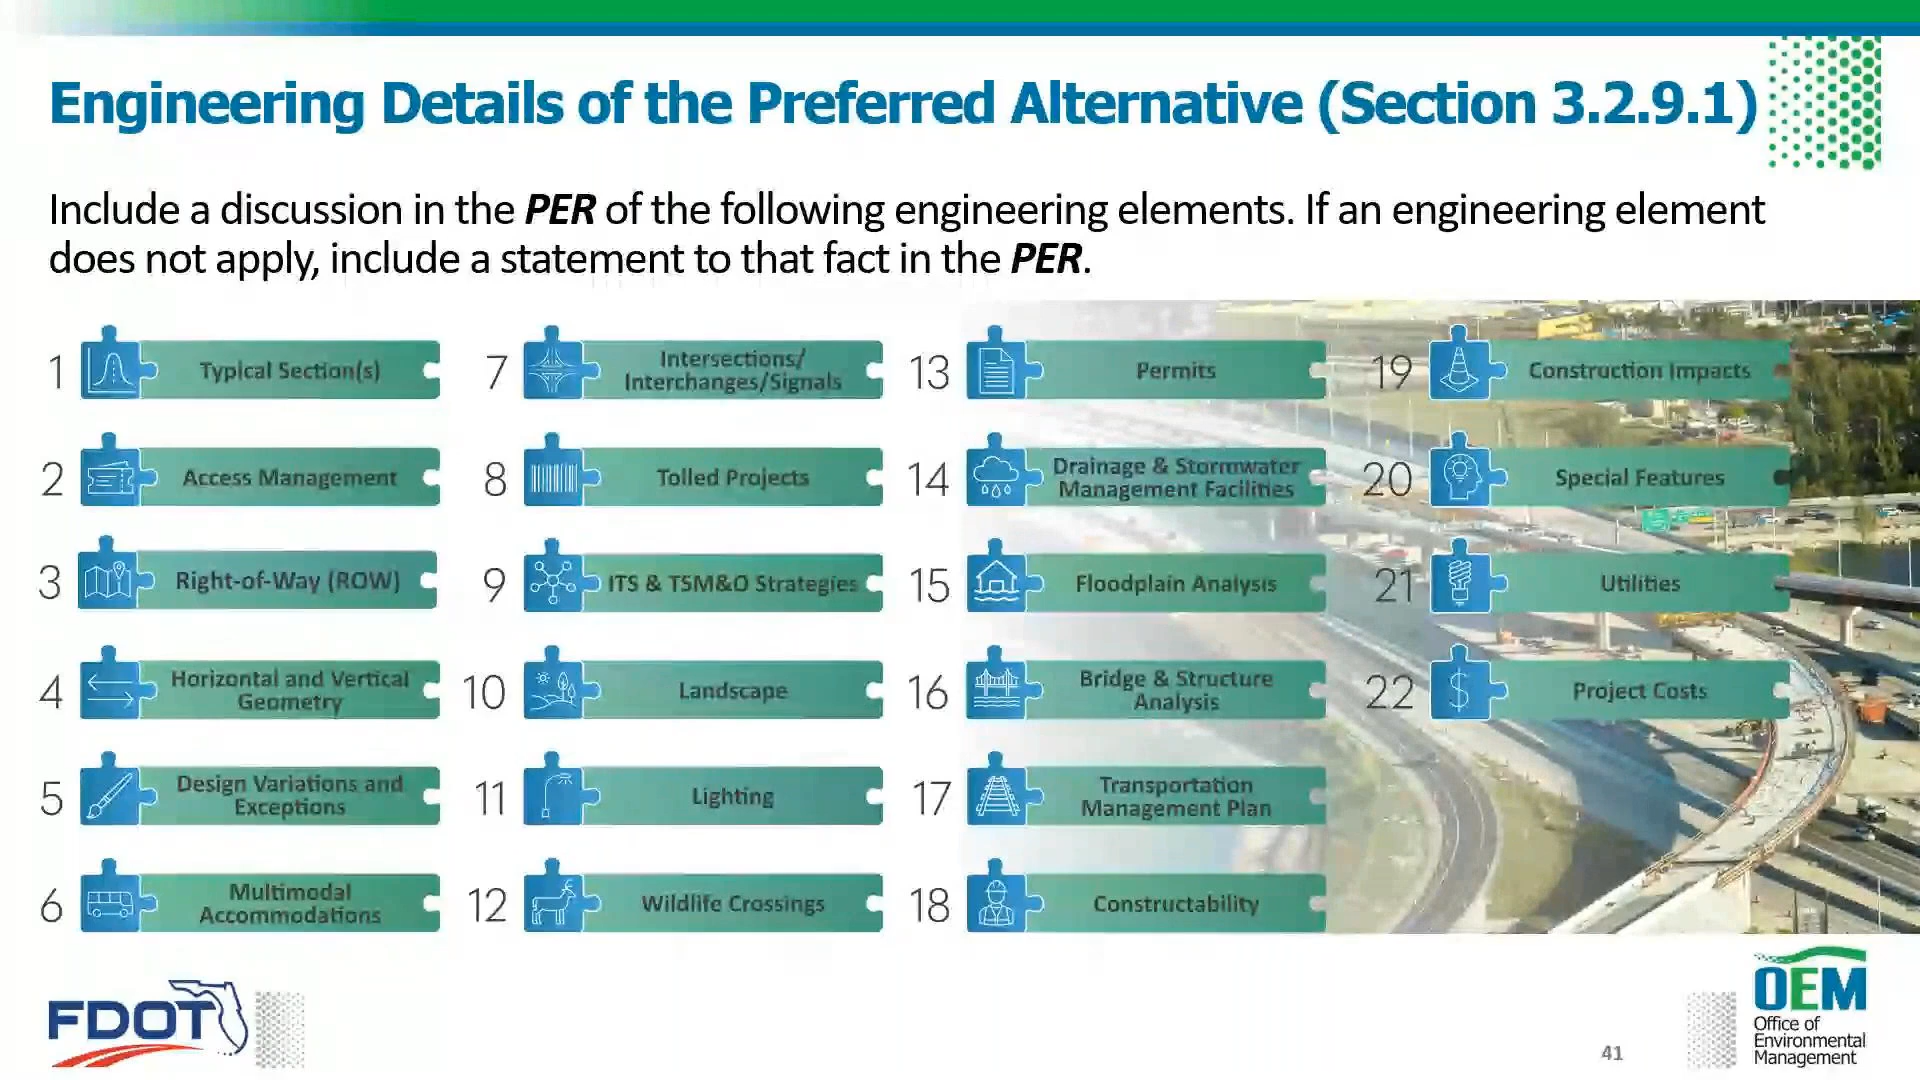 Engineering Details of the Preferred Alternative (Section 3.2.9.1)
Include a discussion in the PER of the following engineering elements. If an engineering element
does not apply, include a statement to that fact in the PER.
1 Typical Section(s)
2 Access Management
3 Right-of-Way (ROW)
4 Horizontal and Vertical
Geometry
5 Design Variations and
Exceptions
6 Multimodal
Accommodations
7 Intersections/
Interchanges/Signals
8 Tolled Projects
9 ITS & TSM&O Strategies
10 Landscape
11 Lighting
12 Wildlife Crossings
13 Permits
14 Drainage & Stormwater
Management Facilities
15 Floodplain Analysis
16 Bridge & Structure
Analysis
17 Transportation
Management Plan
18 Constructability
19 Construction Impacts
20 Special Features
21 Utilities
22 $ Project Costs
FDOT
41
OEM
Office of
Environmental
Management